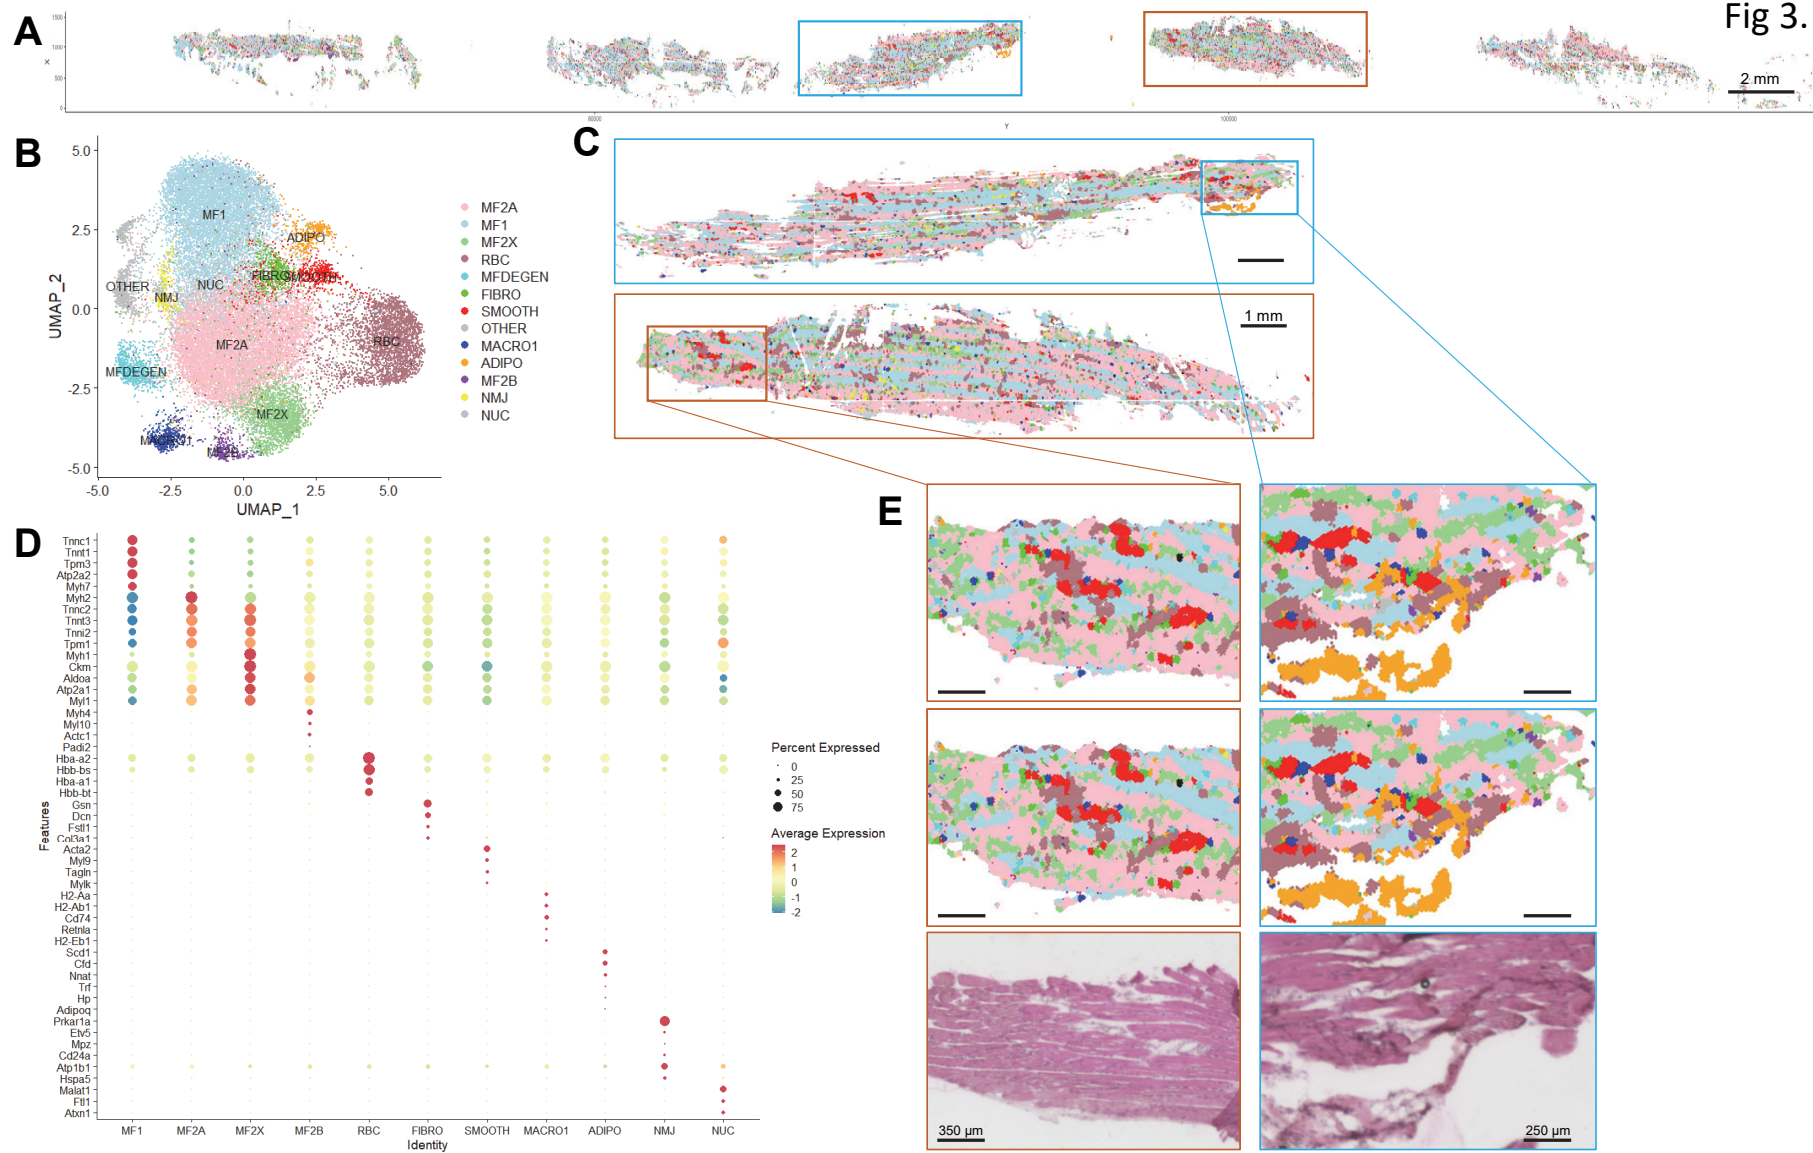 A
Fig 3.
1500
1000
500
0
X
80000
100000
Y
2 mm
B
5.0
2.5
0.0
-2.5
-5.0
UMAP_2
MF1
ADIPO
FIBRO
SMOOTH
OTHER
NMJ
NUC
MF2A
RBC
MFDEGEN
MF2X
MACRO1
MF2B
-5.0
-2.5
0.0
2.5
5.0
UMAP_1
MF2A
MF1
MF2X
RBC
MFDEGEN
FIBRO
SMOOTH
OTHER
MACRO1
ADIPO
MF2B
NMJ
NUC
C
1 mm
D
Features
Tnnc1
Tnnt1
Tpm3
Atp2a2
Myh7
Myh2
Tnnc2
Tnnt3
Tnni2
Tpm1
Myh1
Ckm
Aldoa
Atp2a1
Myl1
Myh4
Myl10
Actc1
Padi2
Hba-a2
Hbb-bs
Hba-a1
Hbb-bt
Gsn
Dcn
Fstl1
Col3a1
Acta2
Myl9
Tagln
Mylk
H2-Aa
H2-Ab1
Cd74
Retnla
H2-Eb1
Scd1
Cfd
Nnat
Trf
Hp
Adipoq
Prkar1a
Etv5
Mpz
Cd24a
Atp1b1
Hspa5
Malat1
Ftl1
Atxn1
MF1
MF2A
MF2X
MF2B
RBC
FIBRO
SMOOTH
MACRO1
ADIPO
NMJ
NUC
Identity
Percent Expressed
0
25
50
75
Average Expression
2
1
0
-1
-2
E
350 µm
250 µm